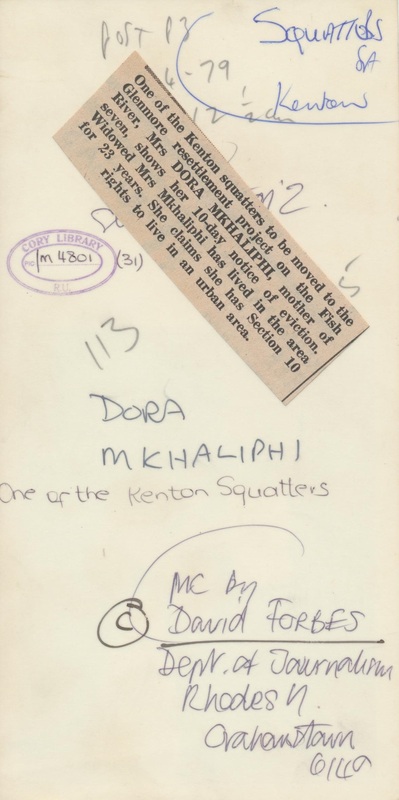 POST P3
SQUATTERS
SA
Kenton
4-79
One of the Kenton squatters to be moved to the
Glenmore resettlement project on the Fish
River, Mrs DORA MKHALIPHI, mother of
seven, shows her 10-day notice of eviction.
Widowed Mrs Mkhaliphi has lived in the area
for 23 years. She claims she has Section 10
rights to live in an urban area.
CORY LIBRARY
PIC
M 4801
R.U.
(31)
113
DORA
MKHALIPHI
One of the Kenton Squatters
MC by
C David FORBES
Dept. of Journalism
Rhodes U.
Grahamstown
6140